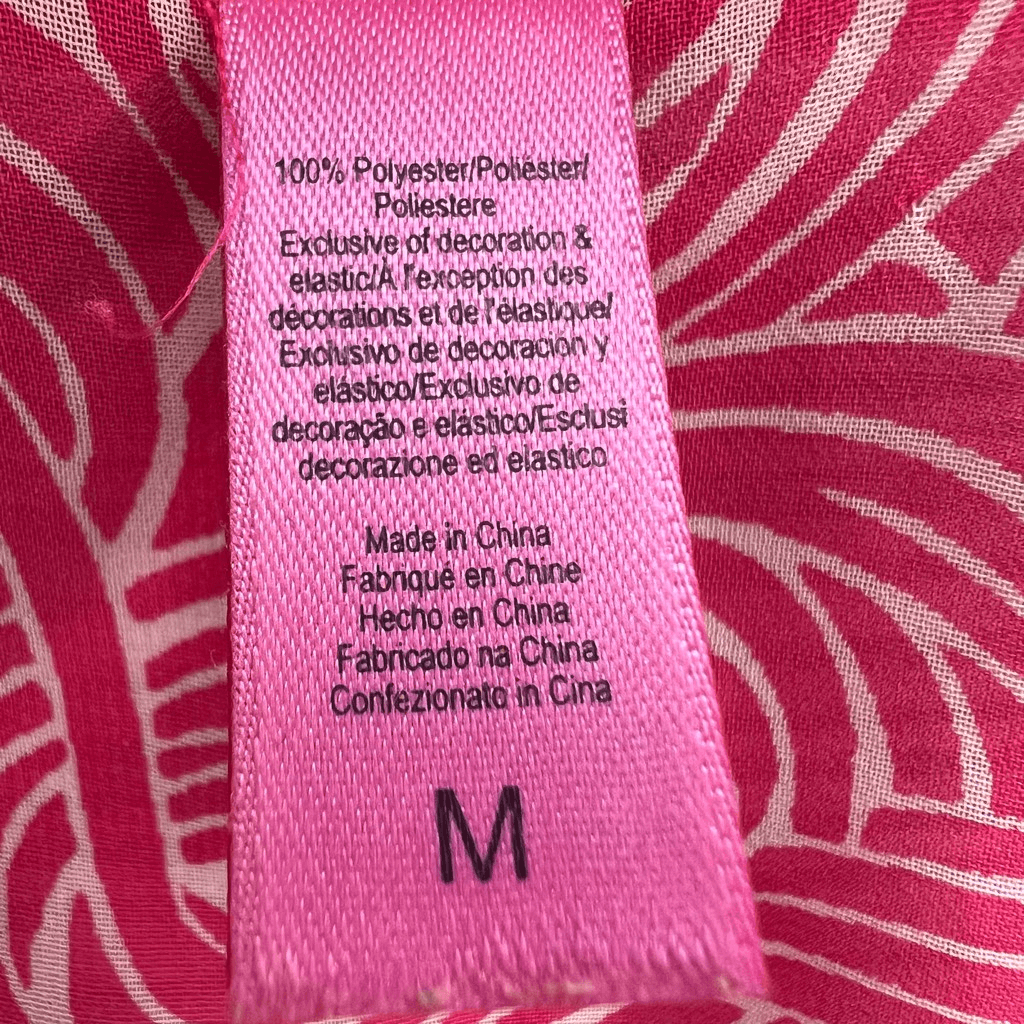 100% Polyester/Poliéster/
Poliestere
Exclusive of decoration &
elastic/À l'exception des
décorations et de l'élastique/
Exclusivo de decoración y
elástico/Exclusivo de
decoração e elástico/Esclusi
decorazione ed elastico
Made in China
Fabriqué en Chine
Hecho en China
Fabricado na China
Confezionato in Cina
M